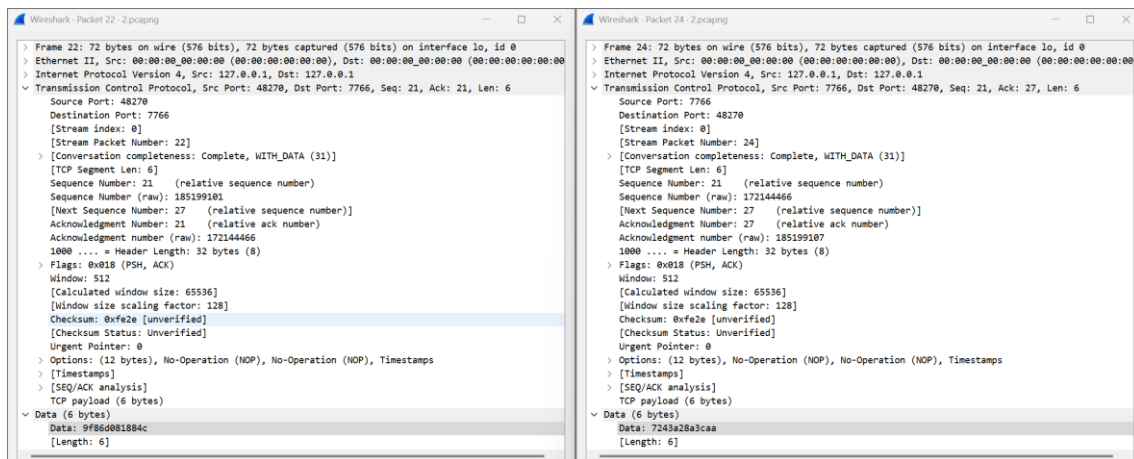 Wireshark · Packet 22 · 2.pcapng
Frame 22: 72 bytes on wire (576 bits), 72 bytes captured (576 bits) on interface lo, id 0
Ethernet II, Src: 00:00:00_00:00:00 (00:00:00:00:00:00), Dst: 00:00:00_00:00:00 (00:00:00:00:00:00
Internet Protocol Version 4, Src: 127.0.0.1, Dst: 127.0.0.1
Transmission Control Protocol, Src Port: 48270, Dst Port: 7766, Seq: 21, Ack: 21, Len: 6
Source Port: 48270
Destination Port: 7766
[Stream index: 0]
[Stream Packet Number: 22]
[Conversation completeness: Complete, WITH_DATA (31)]
[TCP Segment Len: 6]
Sequence Number: 21    (relative sequence number)
Sequence Number (raw): 185199101
[Next Sequence Number: 27    (relative sequence number)]
Acknowledgment Number: 21    (relative ack number)
Acknowledgment number (raw): 172144466
1000 .... = Header Length: 32 bytes (8)
Flags: 0x018 (PSH, ACK)
Window: 512
[Calculated window size: 65536]
[Window size scaling factor: 128]
Checksum: 0xfe2e [unverified]
[Checksum Status: Unverified]
Urgent Pointer: 0
Options: (12 bytes), No-Operation (NOP), No-Operation (NOP), Timestamps
[Timestamps]
[SEQ/ACK analysis]
TCP payload (6 bytes)
Data (6 bytes)
Data: 9f86d081884c
[Length: 6]
Wireshark · Packet 24 · 2.pcapng
Frame 24: 72 bytes on wire (576 bits), 72 bytes captured (576 bits) on interface lo, id 0
Ethernet II, Src: 00:00:00_00:00:00 (00:00:00:00:00:00), Dst: 00:00:00_00:00:00 (00:00:00:00:00:00
Internet Protocol Version 4, Src: 127.0.0.1, Dst: 127.0.0.1
Transmission Control Protocol, Src Port: 7766, Dst Port: 48270, Seq: 21, Ack: 27, Len: 6
Source Port: 7766
Destination Port: 48270
[Stream index: 0]
[Stream Packet Number: 24]
[Conversation completeness: Complete, WITH_DATA (31)]
[TCP Segment Len: 6]
Sequence Number: 21    (relative sequence number)
Sequence Number (raw): 172144466
[Next Sequence Number: 27    (relative sequence number)]
Acknowledgment Number: 27    (relative ack number)
Acknowledgment number (raw): 185199107
1000 .... = Header Length: 32 bytes (8)
Flags: 0x018 (PSH, ACK)
Window: 512
[Calculated window size: 65536]
[Window size scaling factor: 128]
Checksum: 0xfe2e [unverified]
[Checksum Status: Unverified]
Urgent Pointer: 0
Options: (12 bytes), No-Operation (NOP), No-Operation (NOP), Timestamps
[Timestamps]
[SEQ/ACK analysis]
TCP payload (6 bytes)
Data (6 bytes)
Data: 7243a28a3caa
[Length: 6]